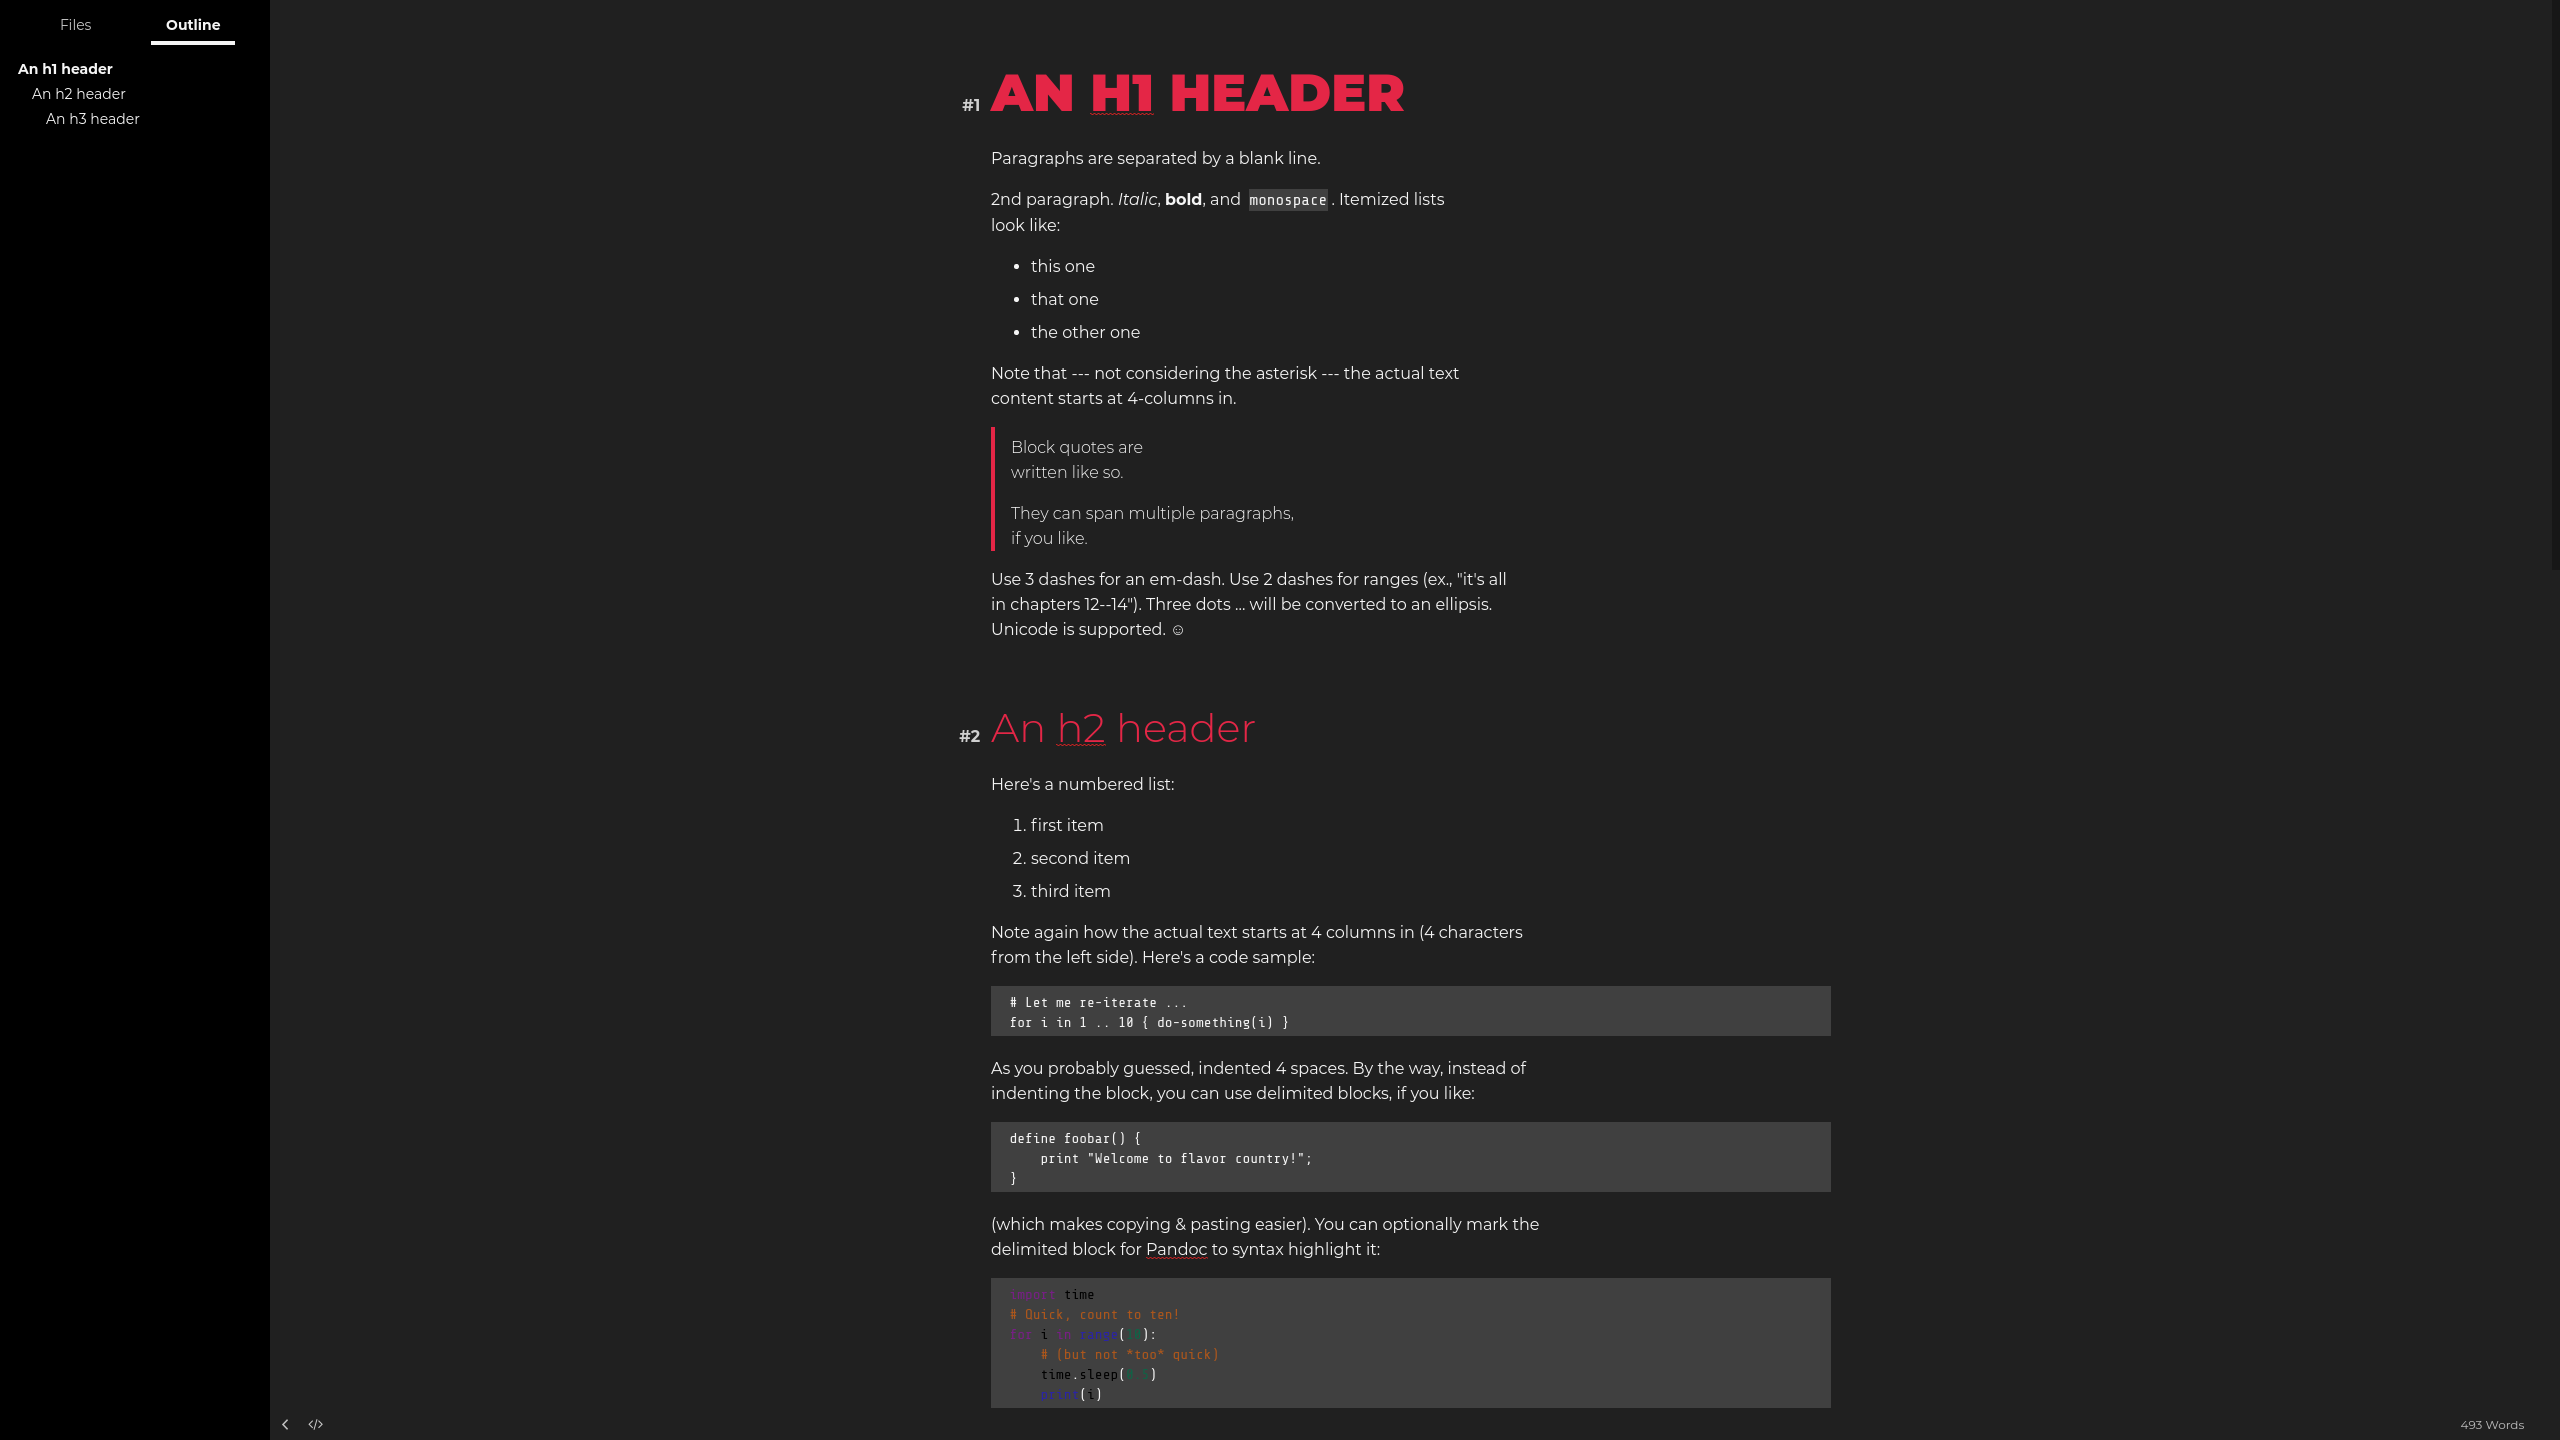 Files
Outline
An h1 header
An h2 header
An h3 header
#1 AN H1 HEADER
Paragraphs are separated by a blank line.
2nd paragraph. Italic, bold, and monospace. Itemized lists
look like:
• this one
• that one
• the other one
Note that --- not considering the asterisk --- the actual text
content starts at 4-columns in.
Block quotes are
written like so.
They can span multiple paragraphs,
if you like.
Use 3 dashes for an em-dash. Use 2 dashes for ranges (ex., "it's all
in chapters 12--14"). Three dots ... will be converted to an ellipsis.
Unicode is supported. ☺
#2 An h2 header
Here's a numbered list:
1. first item
2. second item
3. third item
Note again how the actual text starts at 4 columns in (4 characters
from the left side). Here's a code sample:
# Let me re-iterate ...
for i in 1 .. 10 { do-something(i) }
As you probably guessed, indented 4 spaces. By the way, instead of
indenting the block, you can use delimited blocks, if you like:
define foobar() {
    print "Welcome to flavor country!";
}
(which makes copying & pasting easier). You can optionally mark the
delimited block for Pandoc to syntax highlight it:
import time
# Quick, count to ten!
for i in range(10):
    # (but not *too* quick)
    time.sleep(0.5)
    print(i)
</> 493 Words